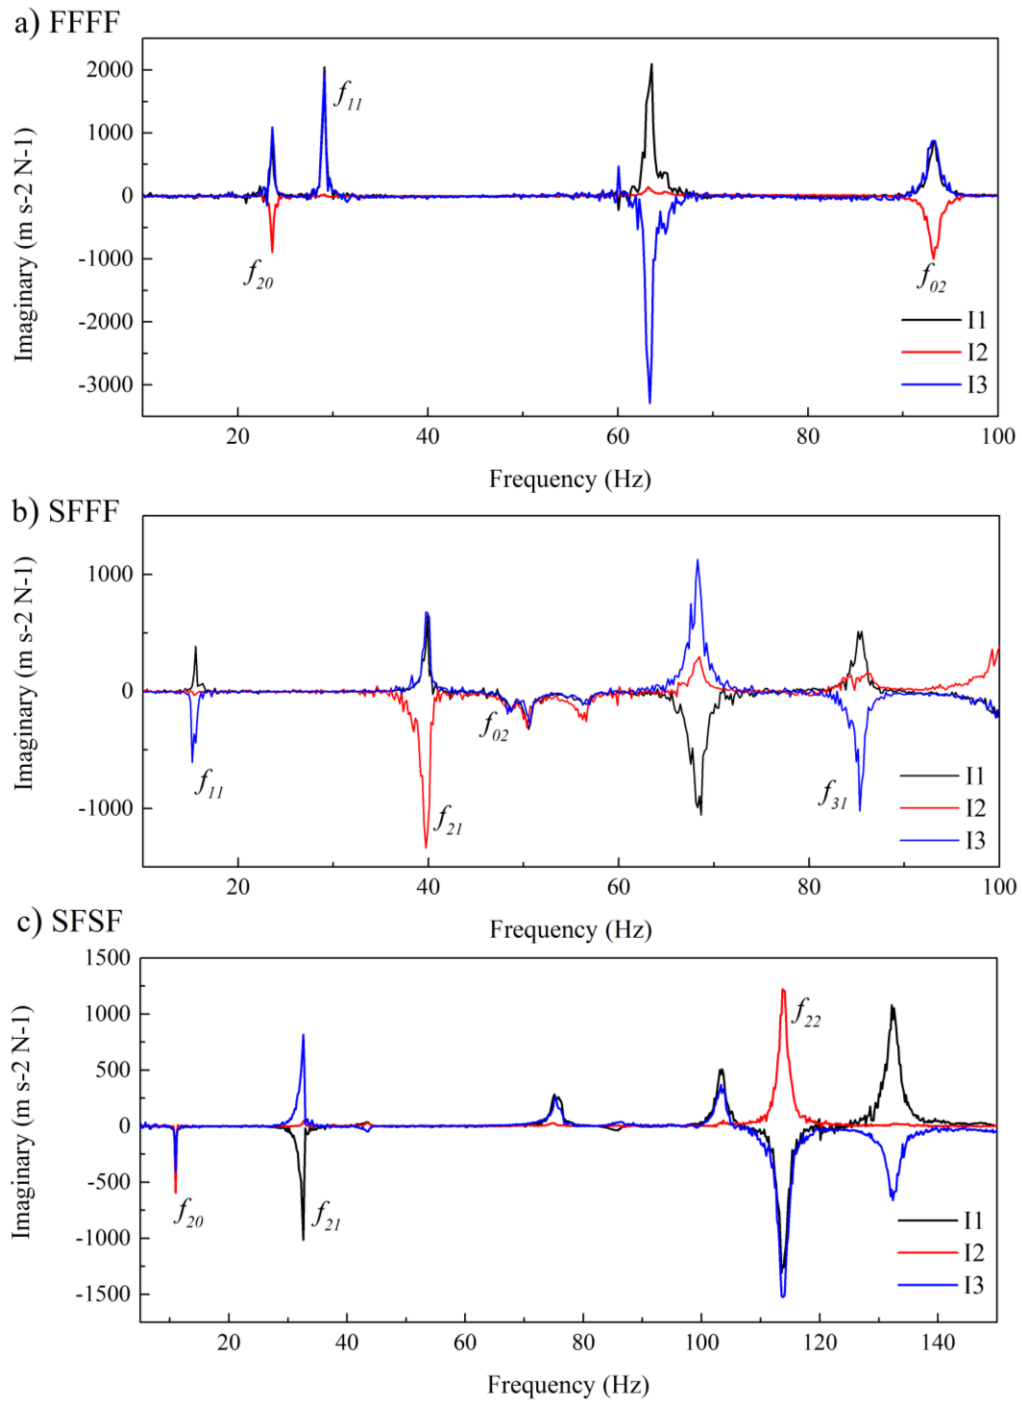 a) FFFF
Imaginary (m s-2 N-1)
2000
1000
0
-1000
-2000
-3000
f11
f20
f02
I1
I2
I3
20 40 60 80 100
Frequency (Hz)
b) SFFF
Imaginary (m s-2 N-1)
1000
0
-1000
f11
f21
f02
f31
I1
I2
I3
20 40 60 80 100
Frequency (Hz)
c) SFSF
Imaginary (m s-2 N-1)
1500
1000
500
0
-500
-1000
-1500
f20
f21
f22
I1
I2
I3
20 40 60 80 100 120 140
Frequency (Hz)